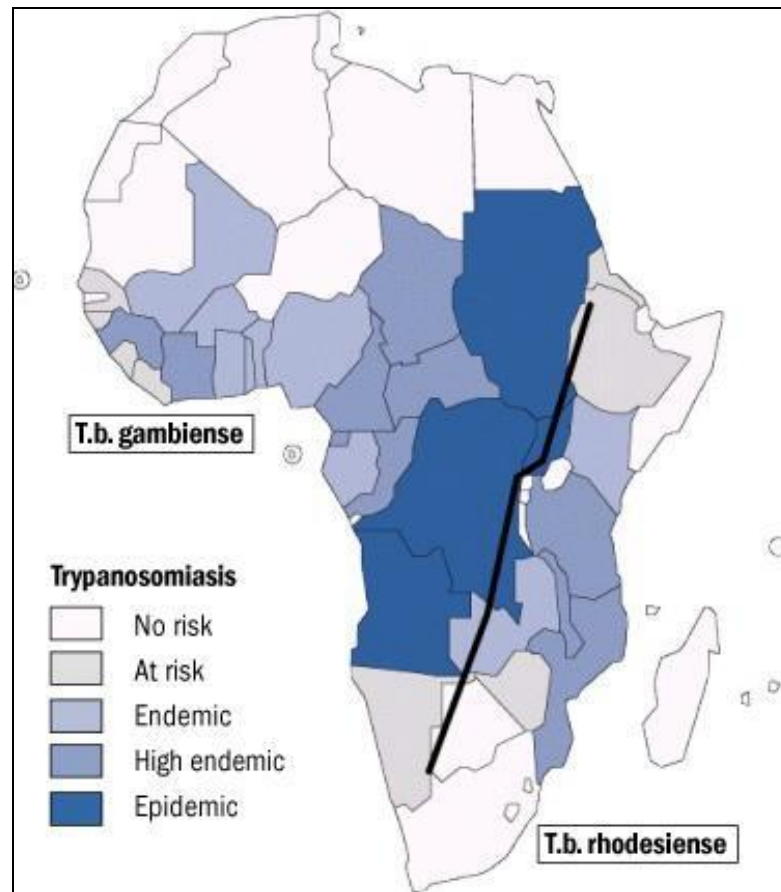 T.b. gambiense
Trypanosomiasis
No risk
At risk
Endemic
High endemic
Epidemic
T.b. rhodesiense